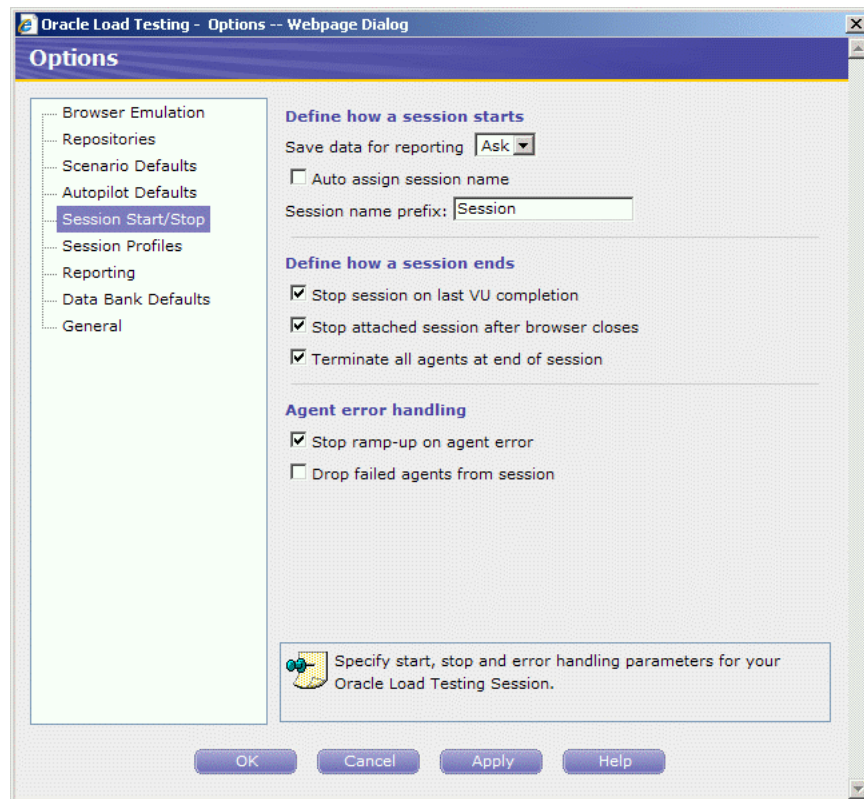 Oracle Load Testing - Options -- Webpage Dialog
Options
Browser Emulation
Repositories
Scenario Defaults
Autopilot Defaults
Session Start/Stop
Session Profiles
Reporting
Data Bank Defaults
General
Define how a session starts
Save data for reporting Ask
Auto assign session name
Session name prefix: Session
Define how a session ends
Stop session on last VU completion
Stop attached session after browser closes
Terminate all agents at end of session
Agent error handling
Stop ramp-up on agent error
Drop failed agents from session
Specify start, stop and error handling parameters for your
Oracle Load Testing Session.
OK Cancel Apply Help